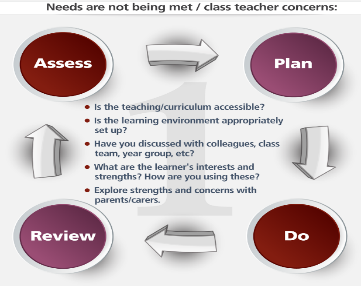 Needs are not being met / class teacher concerns:
Assess
Plan
1
• Is the teaching/curriculum accessible?
• Is the learning environment appropriately
set up?
• Have you discussed with colleagues, class
team, year group, etc?
• What are the learner's interests and
strengths? How are you using these?
• Explore strengths and concerns with
parents/carers.
Review
Do